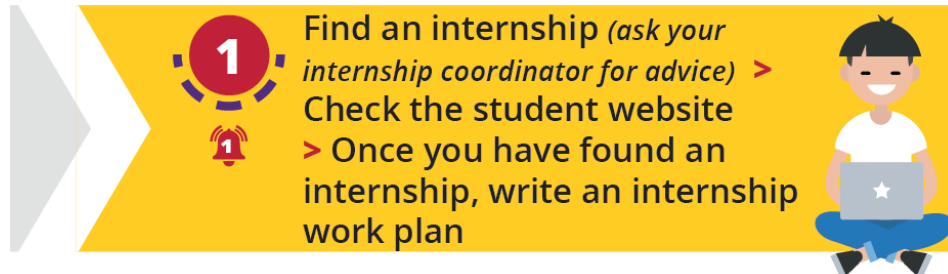 1
Find an internship (ask your
internship coordinator for advice) >
Check the student website
1
> Once you have found an
internship, write an internship
work plan